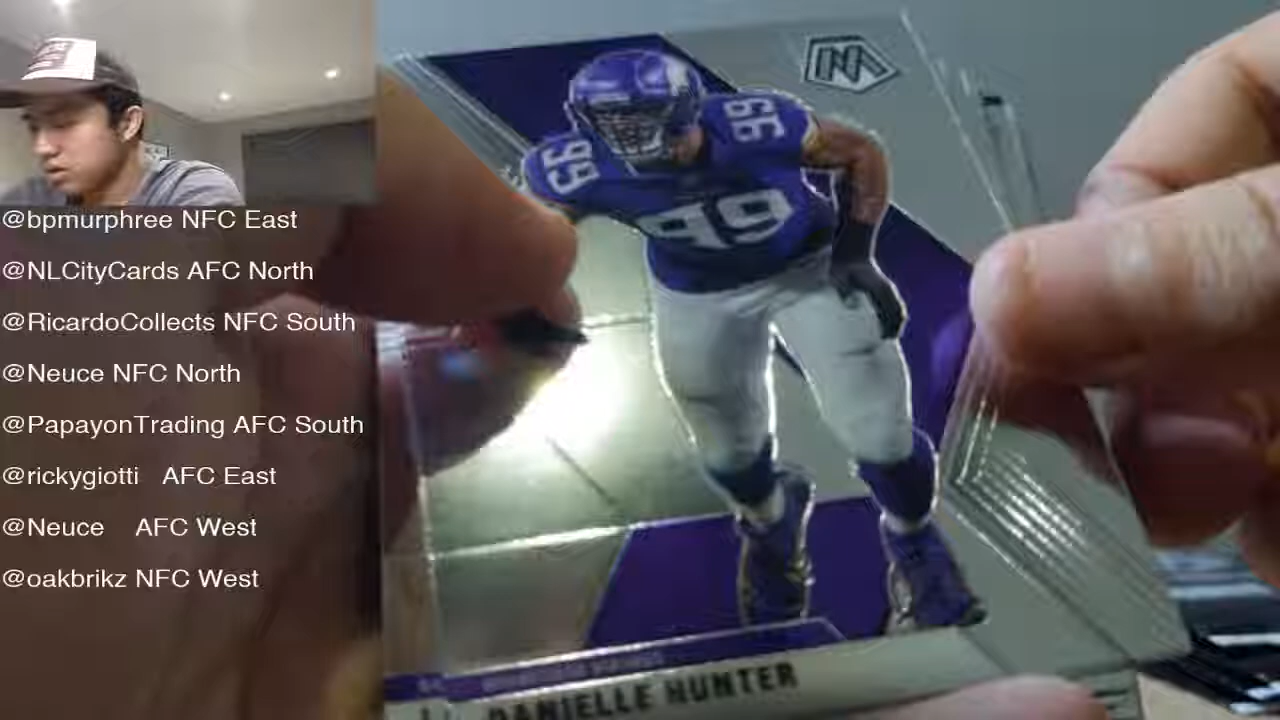 @bpmurphree NFC East
@NLCityCards AFC North
@RicardoCollects NFC South
@Neuce NFC North
@PapayonTrading AFC South
@rickygiotti AFC East
@Neuce AFC West
@oakbrikz NFC West
M
99
99
99
DANIELLE HUNTER